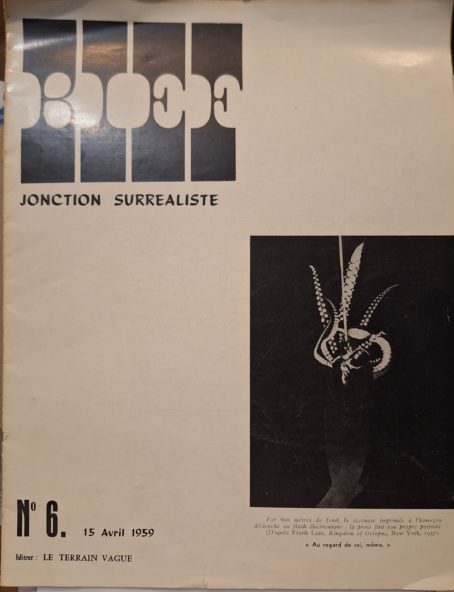 BIEF
JONCTION SURREALISTE
Par 600 mètres de fond, la secousse imprimée à l'hameçon
déclenche un flash électronique : la proie fait son propre portrait.
(D'après Frank Lane, Kingdom of Octopus, New York, 1957).
« Au regard de soi, même. »
N° 6. 15 Avril 1959
Editeur : LE TERRAIN VAGUE